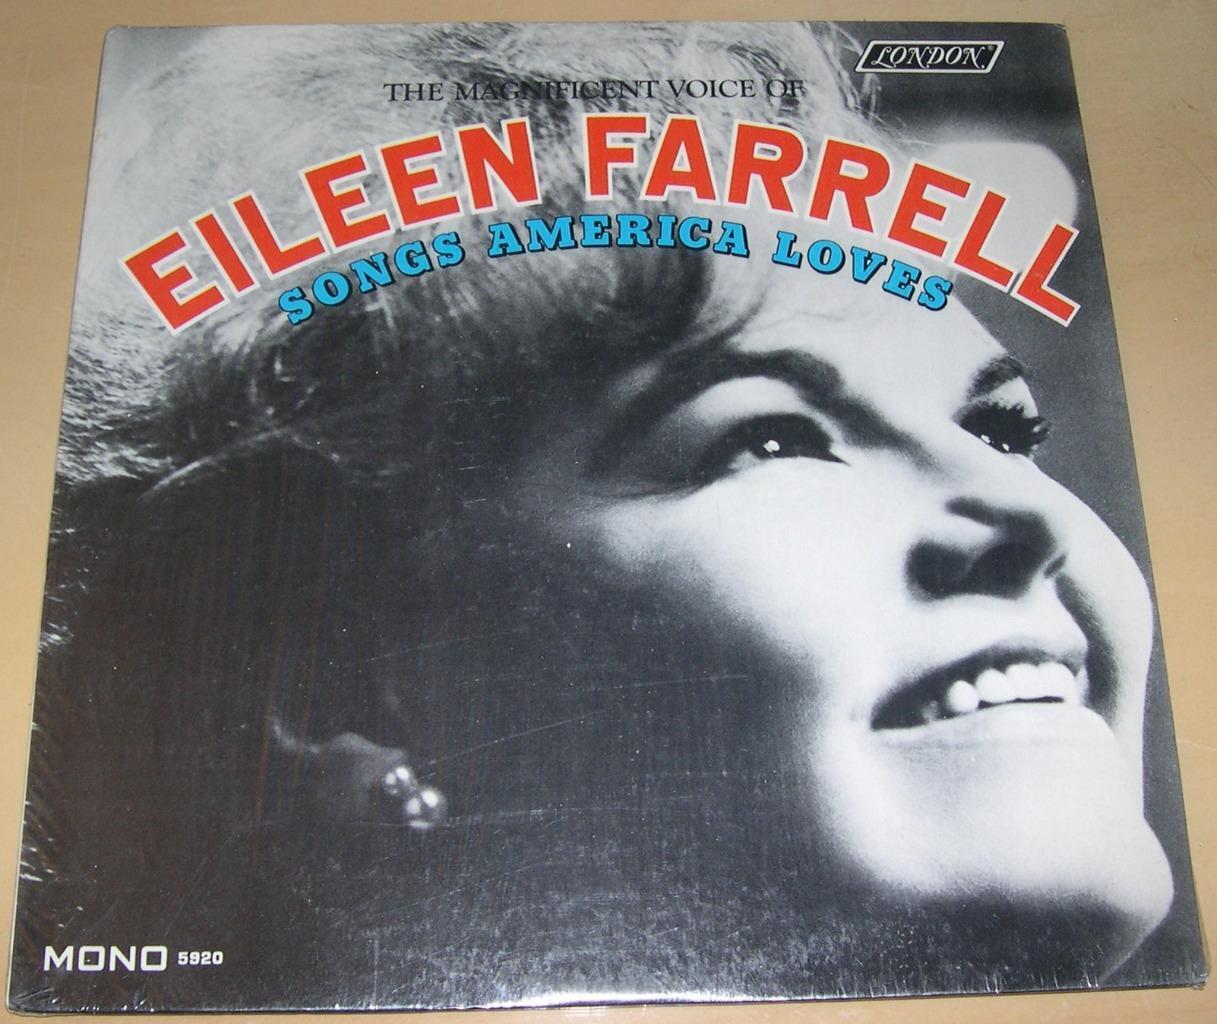 LONDON
THE MAGNIFICENT VOICE OF
EILEEN FARRELL
SONGS AMERICA LOVES
MONO 5920